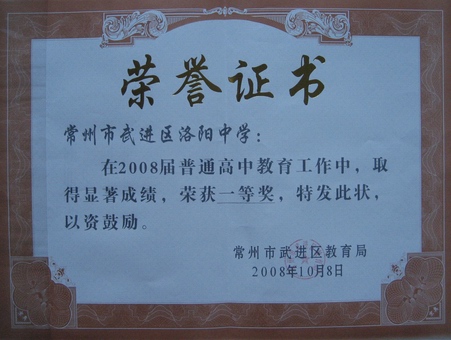 荣誉证书
常州市武进区洛阳中学：
在2008届普通高中教育工作中，取
得显著成绩，荣获一等奖，特发此状，
以资鼓励。
常州市武进区教育局
2008年10月8日